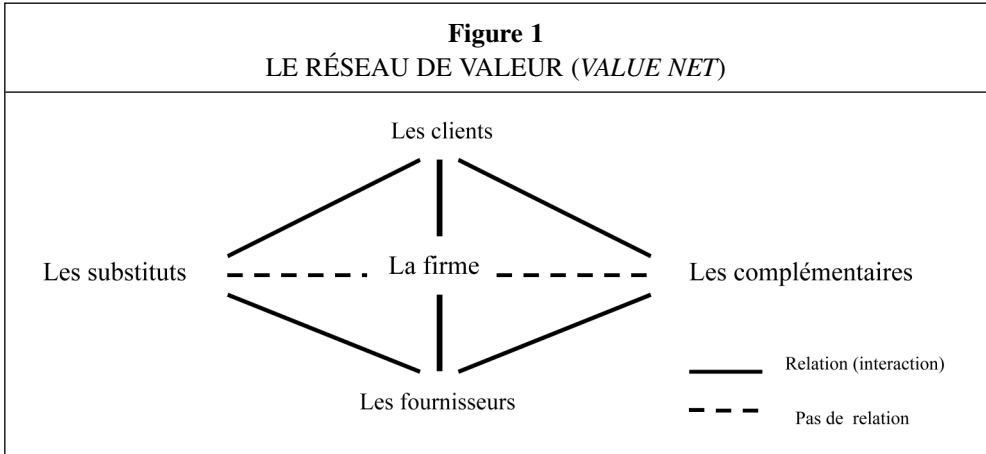 Figure 1
LE RÉSEAU DE VALEUR (VALUE NET)
Les clients
Les substituts
La firme
Les complémentaires
Les fournisseurs
Relation (interaction)
Pas de relation